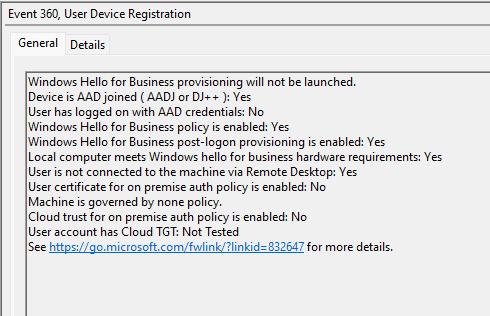 Event 360, User Device Registration
General
Details
Windows Hello for Business provisioning will not be launched.
Device is AAD joined ( AADJ or DJ++ ): Yes
User has logged on with AAD credentials: No
Windows Hello for Business policy is enabled: Yes
Windows Hello for Business post-logon provisioning is enabled: Yes
Local computer meets Windows hello for business hardware requirements: Yes
User is not connected to the machine via Remote Desktop: Yes
User certificate for on premise auth policy is enabled: No
Machine is governed by none policy.
Cloud trust for on premise auth policy is enabled: No
User account has Cloud TGT: Not Tested
See https://go.microsoft.com/fwlink/?linkid=832647 for more details.